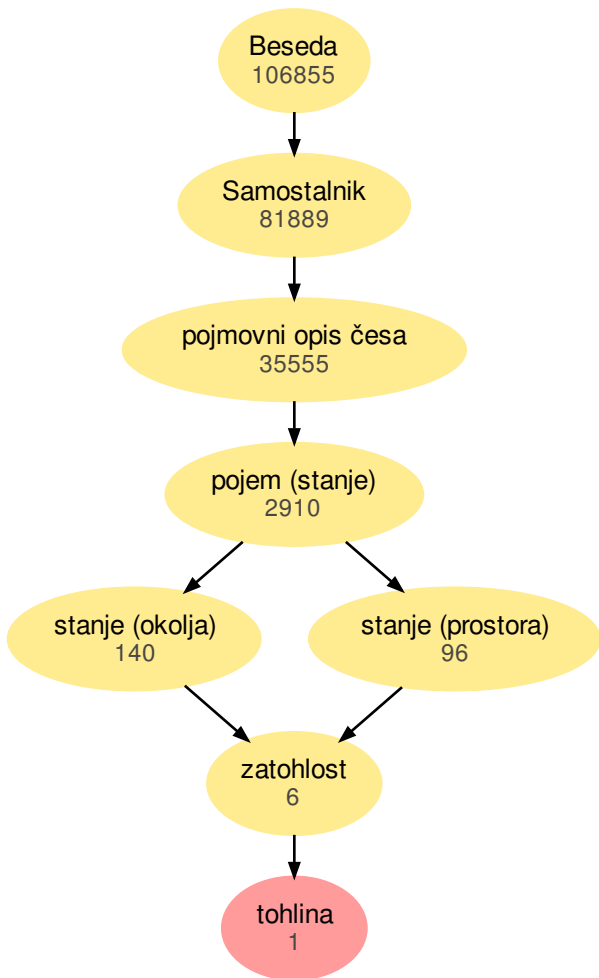 Beseda
106855
Samostalnik
81889
pojmovni opis česa
35555
pojem (stanje)
2910
stanje (okolja)
140
stanje (prostora)
96
zatohlost
6
tohlina
1